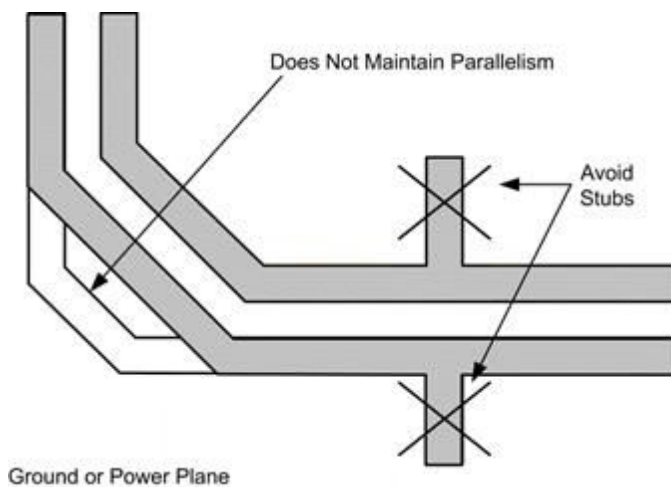 Does Not Maintain Parallelism
Avoid
Stubs
Ground or Power Plane